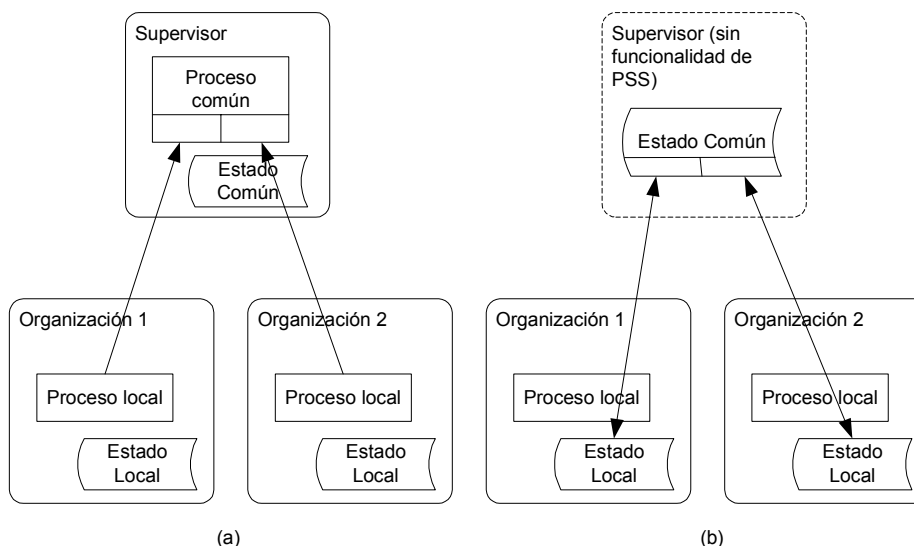 Supervisor
Proceso
común
Estado
Común
Organización 1
Proceso local
Estado
Local
Organización 2
Proceso local
Estado
Local
(a)
Supervisor (sin
funcionalidad de
PSS)
Estado Común
Organización 1
Proceso local
Estado
Local
Organización 2
Proceso local
Estado
Local
(b)